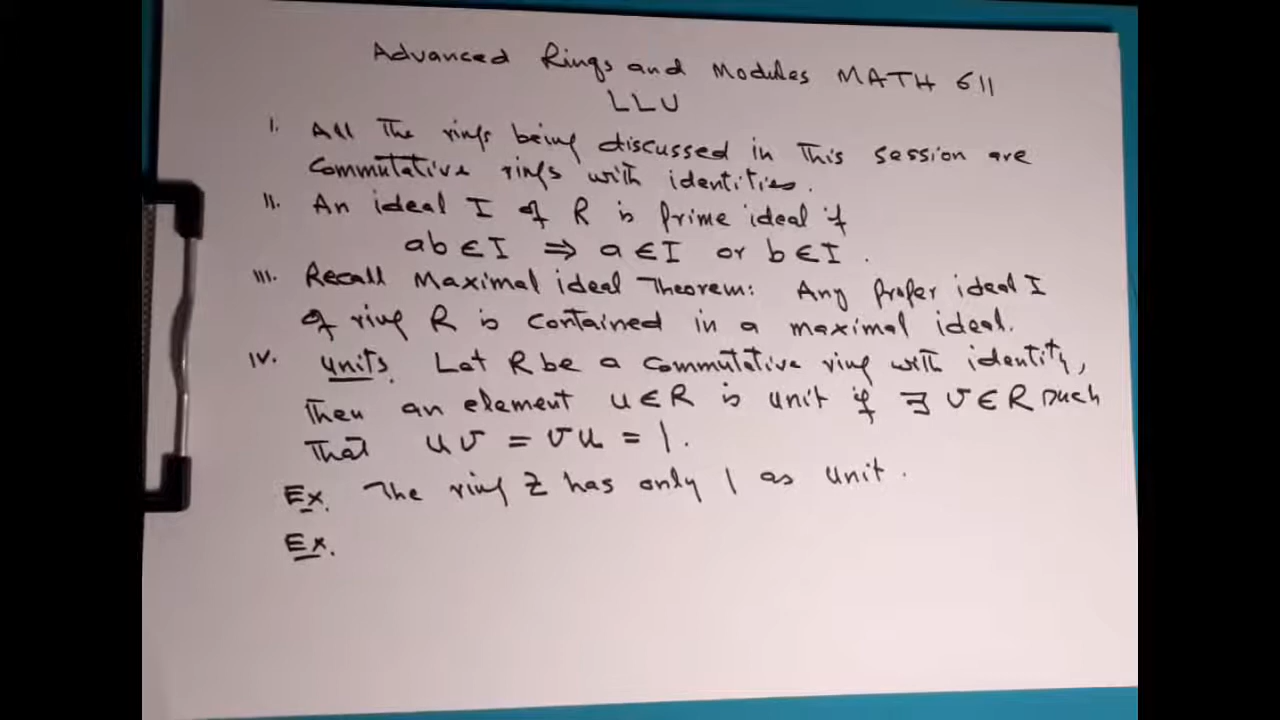 Advanced Rings and Modules MATH 611
LLU
I. All the rings being discussed in this session are
commutative rings with identities.
II. An ideal I of R is prime ideal if
ab ∈ I ⇒ a ∈ I or b ∈ I.
III. Recall Maximal ideal Theorem: Any proper ideal I
of ring R is contained in a maximal ideal.
IV. Units. Let R be a commutative ring with identity,
then an element u ∈ R is unit if ∃ v ∈ R such
that uv = vu = 1.
Ex. The ring Z has only 1 as unit.
Ex.